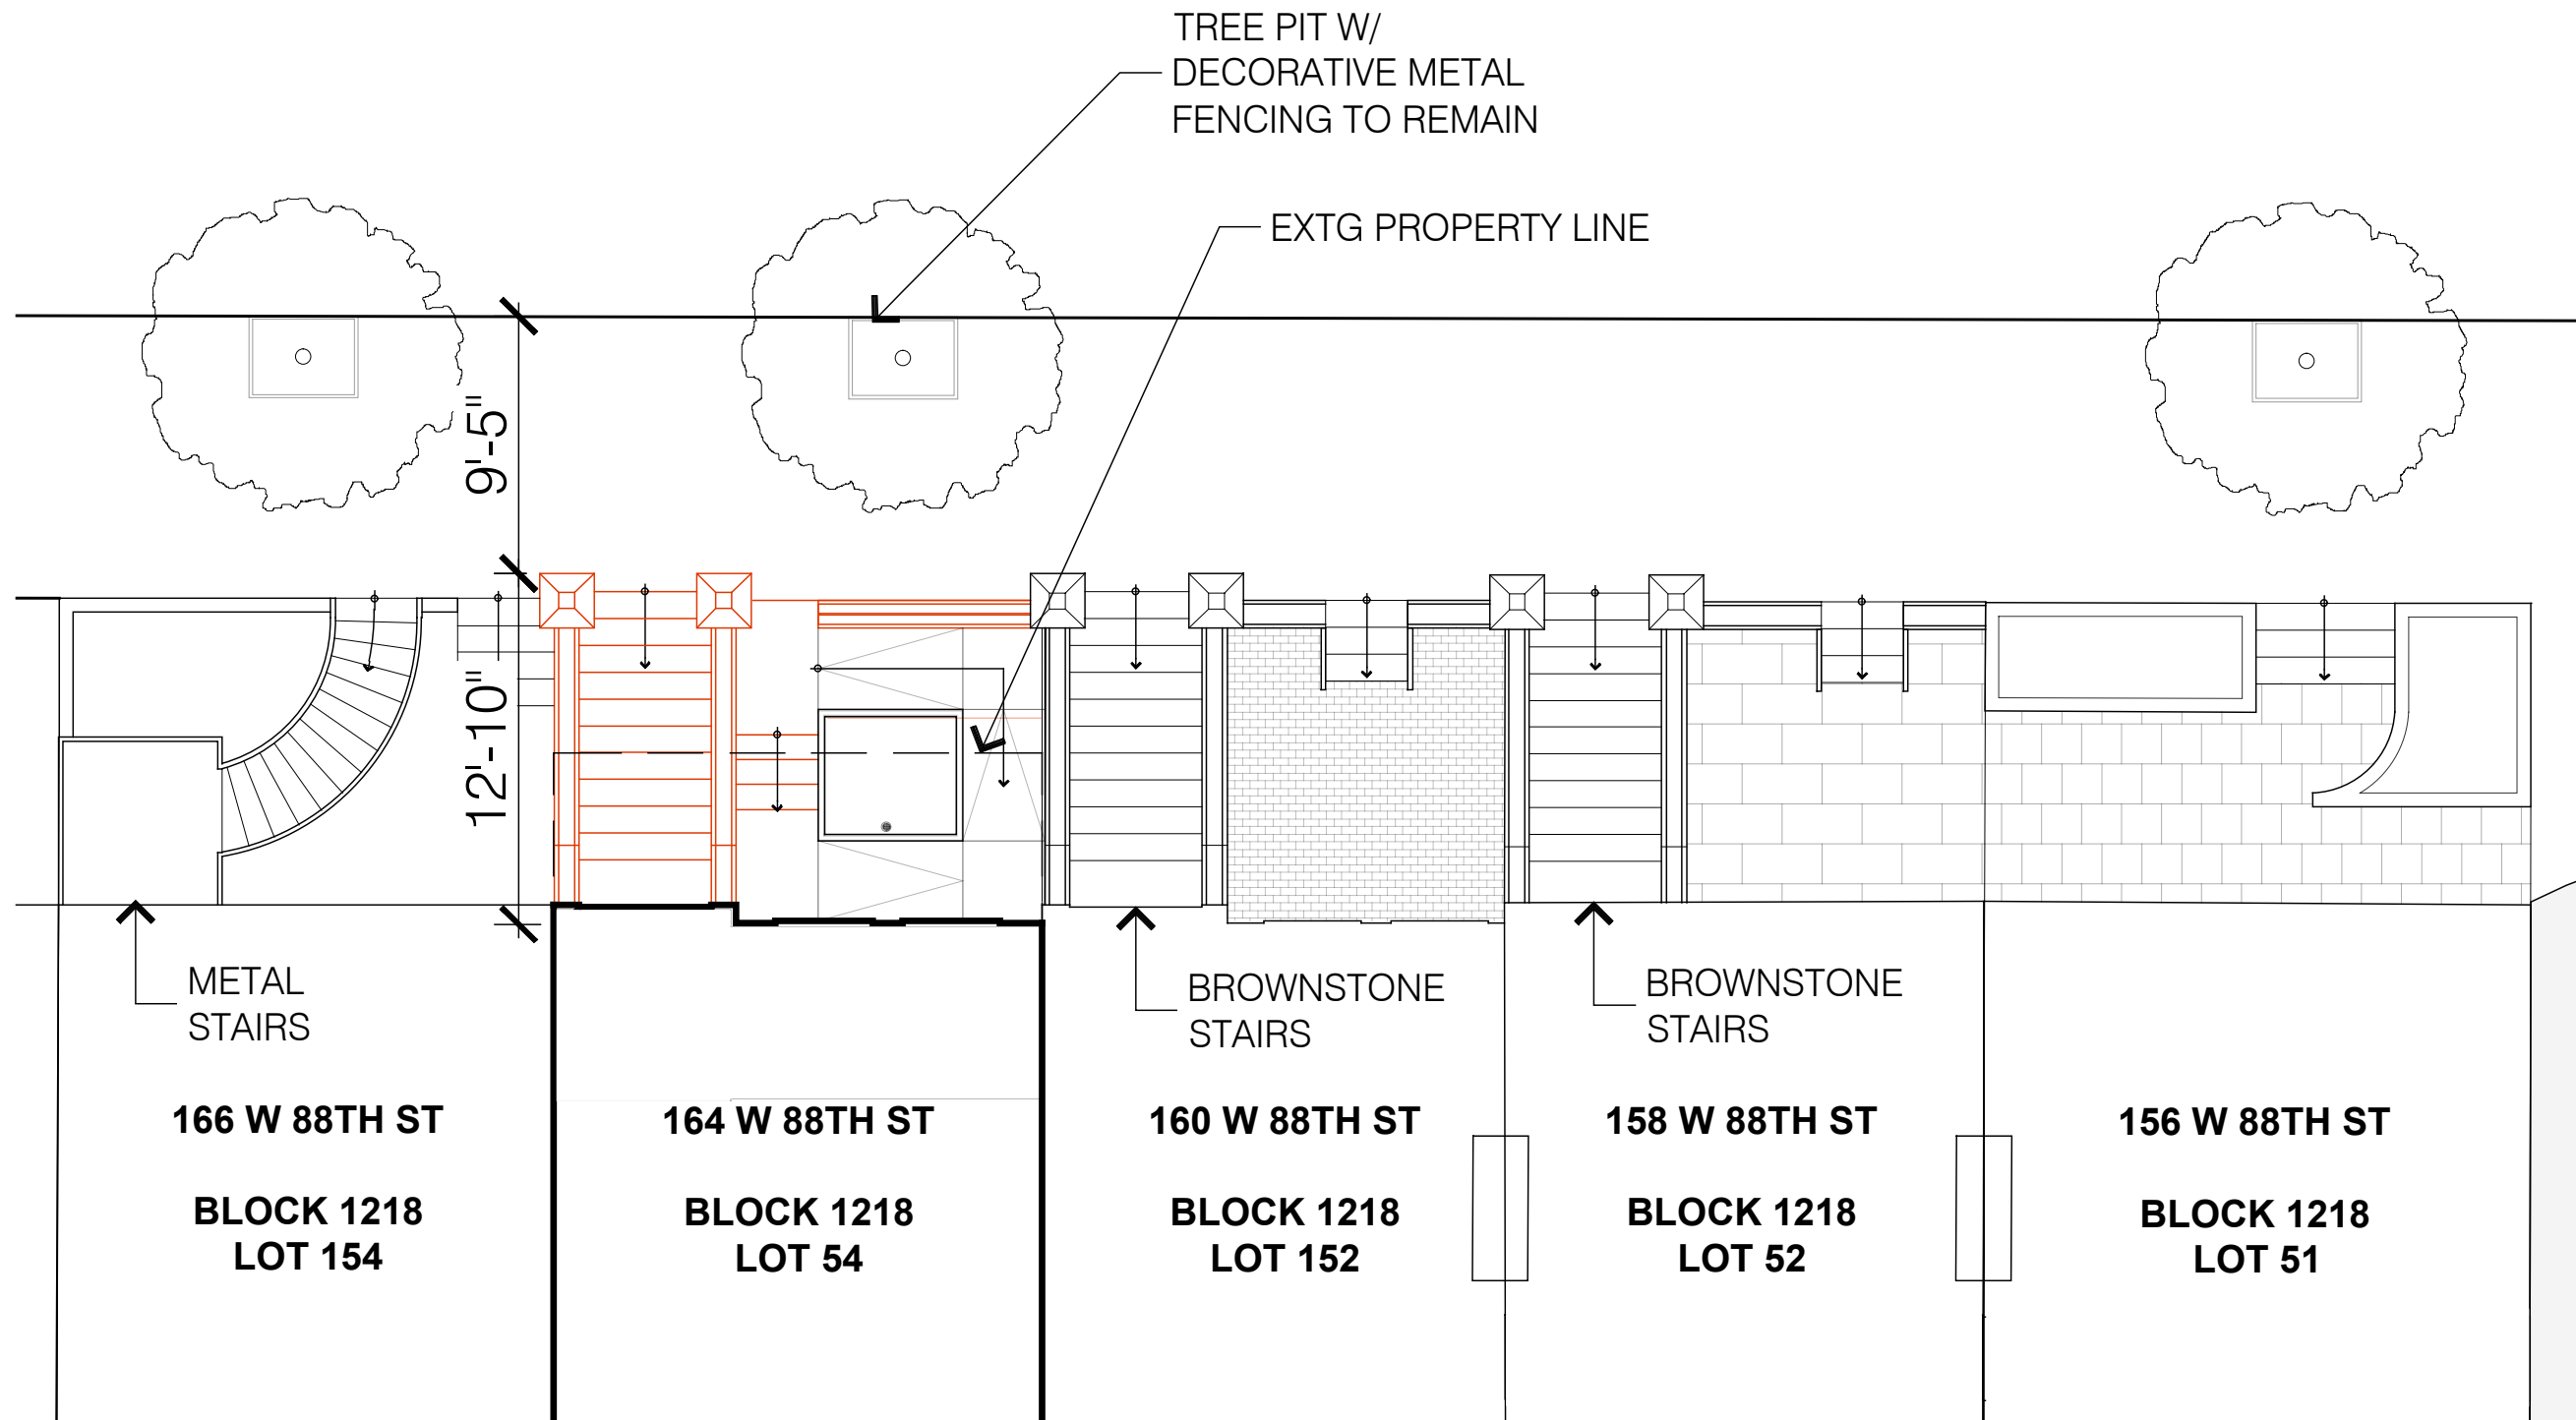 TREE PIT W/
DECORATIVE METAL
FENCING TO REMAIN
EXTG PROPERTY LINE
9'-5"
12'-10"
METAL
STAIRS
BROWNSTONE
STAIRS
BROWNSTONE
STAIRS
166 W 88TH ST
BLOCK 1218
LOT 154
164 W 88TH ST
BLOCK 1218
LOT 54
160 W 88TH ST
BLOCK 1218
LOT 152
158 W 88TH ST
BLOCK 1218
LOT 52
156 W 88TH ST
BLOCK 1218
LOT 51